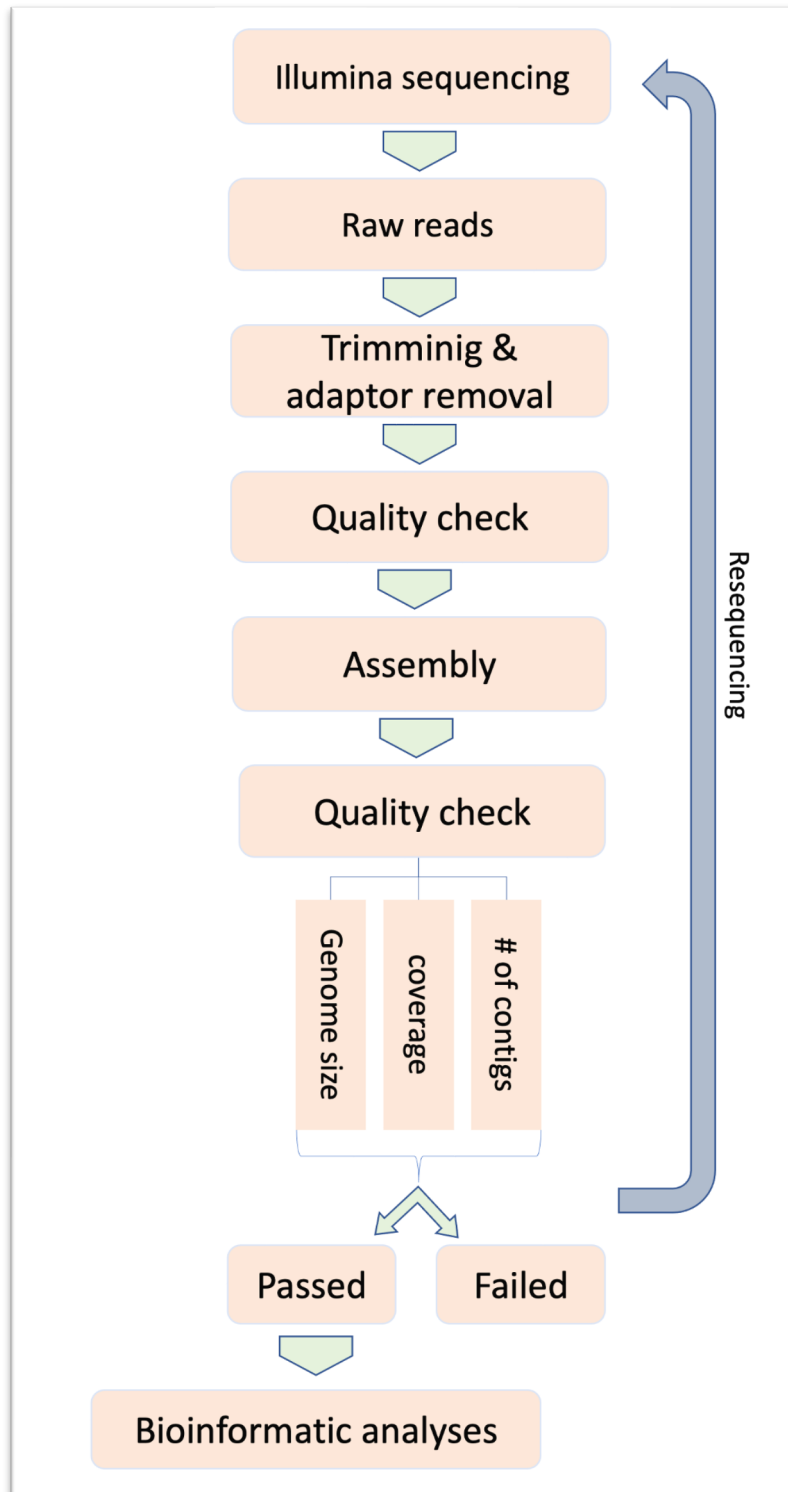 Illumina sequencing
Raw reads
Trimminig &
adaptor removal
Quality check
Assembly
Quality check
Genome size
coverage
# of contigs
Resequencing
Passed
Failed
Bioinformatic analyses